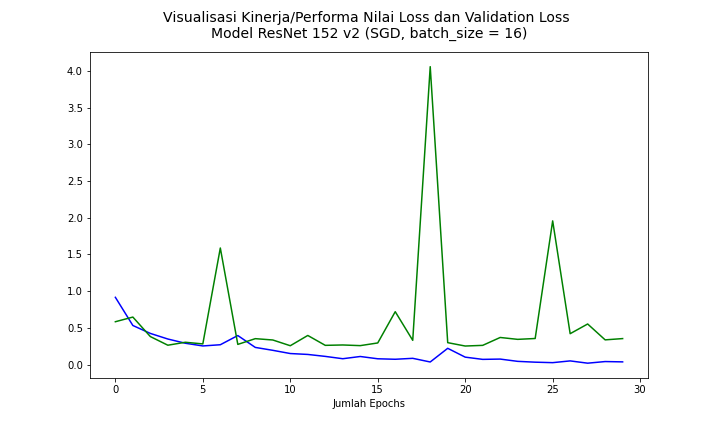 Visualisasi Kinerja/Performa Nilai Loss dan Validation Loss
Model ResNet 152 v2 (SGD, batch_size = 16)
4.0
3.5
3.0
2.5
2.0
1.5
1.0
0.5
0.0
0 5 10 15 20 25 30
Jumlah Epochs